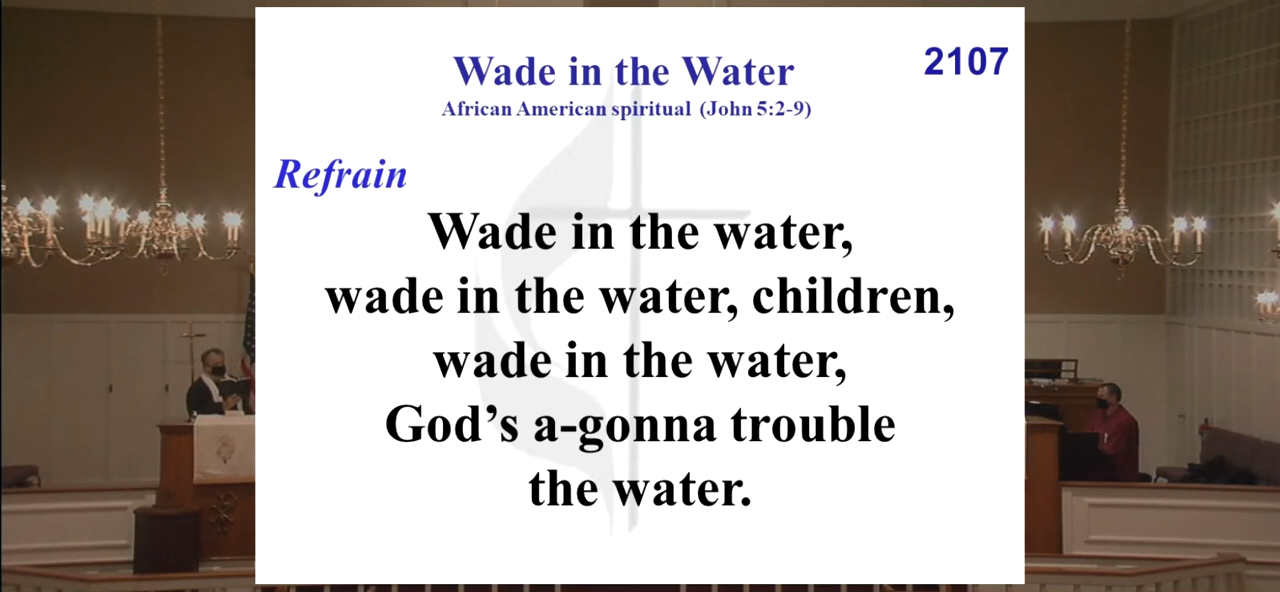 Wade in the Water
2107
African American spiritual (John 5:2-9)
Refrain
Wade in the water,
wade in the water, children,
wade in the water,
God’s a-gonna trouble
the water.